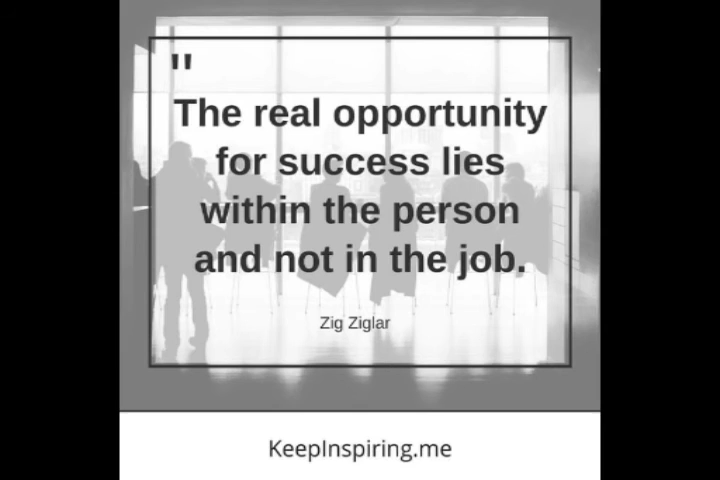 "
The real opportunity
for success lies
within the person
and not in the job.
Zig Ziglar
KeepInspiring.me